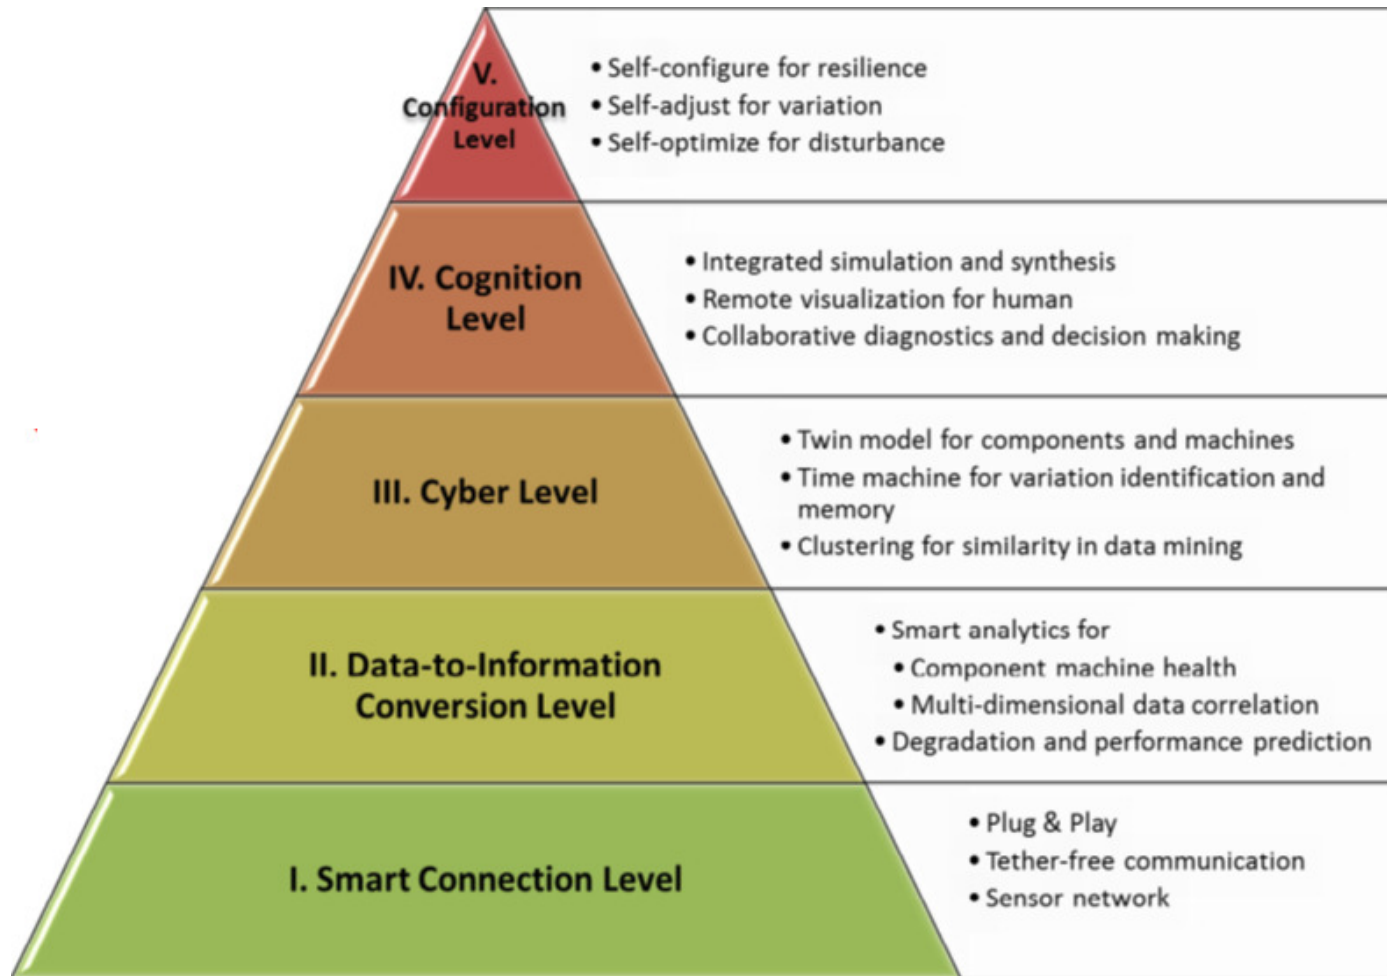 V.
Configuration
Level
• Self-configure for resilience
• Self-adjust for variation
• Self-optimize for disturbance
IV. Cognition
Level
• Integrated simulation and synthesis
• Remote visualization for human
• Collaborative diagnostics and decision making
III. Cyber Level
• Twin model for components and machines
• Time machine for variation identification and
memory
• Clustering for similarity in data mining
II. Data-to-Information
Conversion Level
• Smart analytics for
• Component machine health
• Multi-dimensional data correlation
• Degradation and performance prediction
I. Smart Connection Level
• Plug & Play
• Tether-free communication
• Sensor network